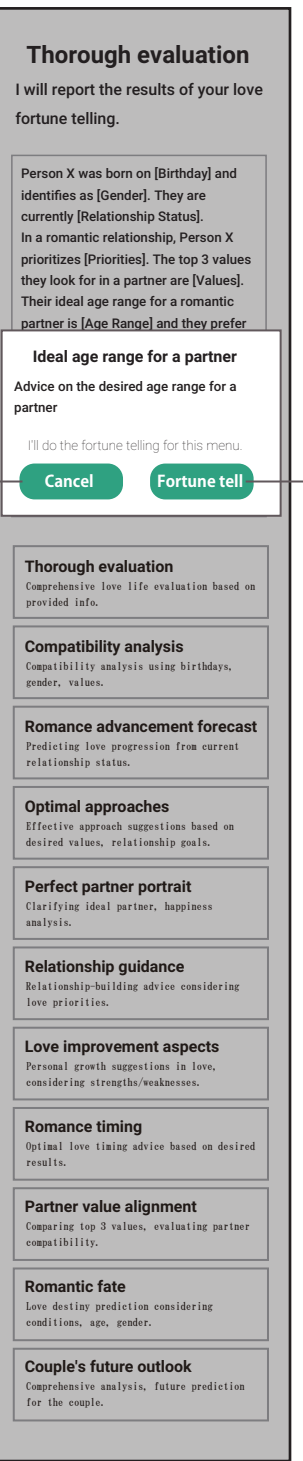 Thorough evaluation
I will report the results of your love
fortune telling.
Person X was born on [Birthday] and
identifies as [Gender]. They are
currently [Relationship Status].
In a romantic relationship, Person X
prioritizes [Priorities]. The top 3 values
they look for in a partner are [Values].
Their ideal age range for a romantic
partner is [Age Range] and they prefer
Ideal age range for a partner
Advice on the desired age range for a
partner
I'll do the fortune telling for this menu.
Cancel
Fortune tell
Thorough evaluation
Comprehensive love life evaluation based on
provided info.
Compatibility analysis
Compatibility analysis using birthdays,
gender, values.
Romance advancement forecast
Predicting love progression from current
relationship status.
Optimal approaches
Effective approach suggestions based on
desired values, relationship goals.
Perfect partner portrait
Clarifying ideal partner, happiness
analysis.
Relationship guidance
Relationship-building advice considering
love priorities.
Love improvement aspects
Personal growth suggestions in love,
considering strengths/weaknesses.
Romance timing
Optimal love timing advice based on desired
results.
Partner value alignment
Comparing top 3 values, evaluating partner
compatibility.
Romantic fate
Love destiny prediction considering
conditions, age, gender.
Couple's future outlook
Comprehensive analysis, future prediction
for the couple.